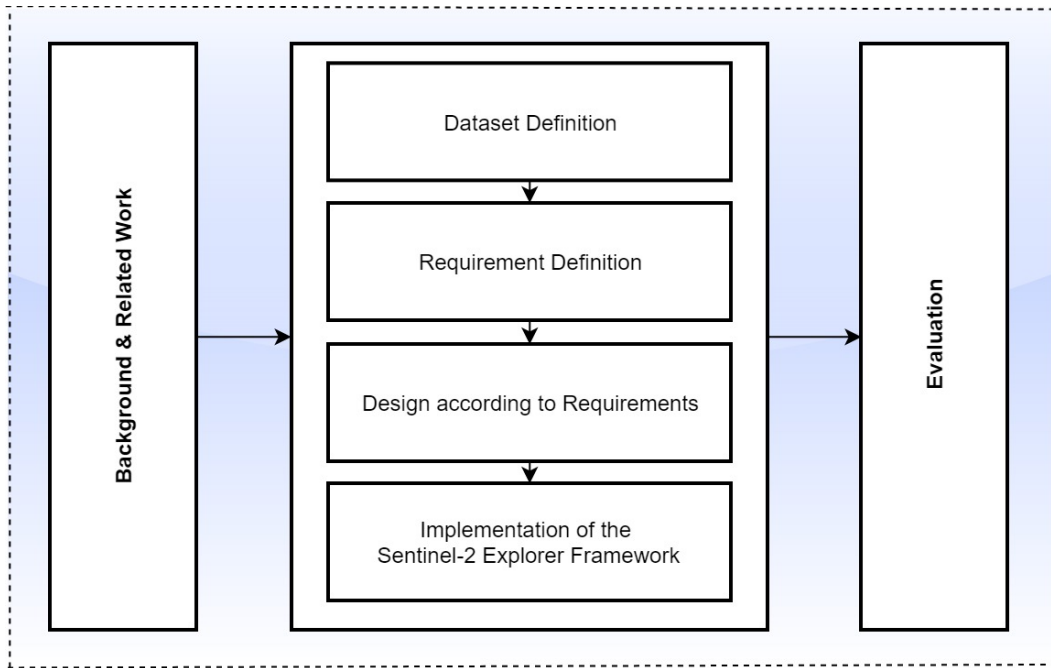 Background & Related Work
Dataset Definition
Requirement Definition
Design according to Requirements
Implementation of the
Sentinel-2 Explorer Framework
Evaluation